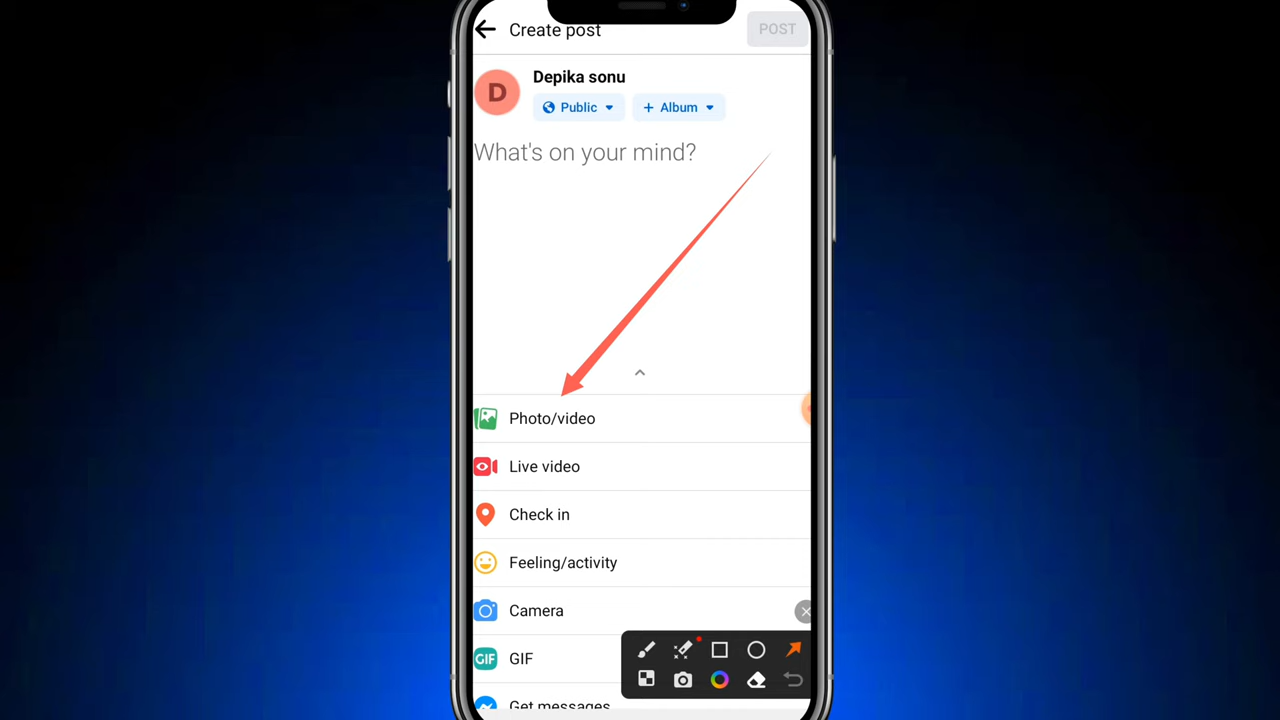 Create post
POST
D
Depika sonu
Public
+ Album
What's on your mind?
Photo/video
Live video
Check in
Feeling/activity
Camera
GIF
GIF
Get messages